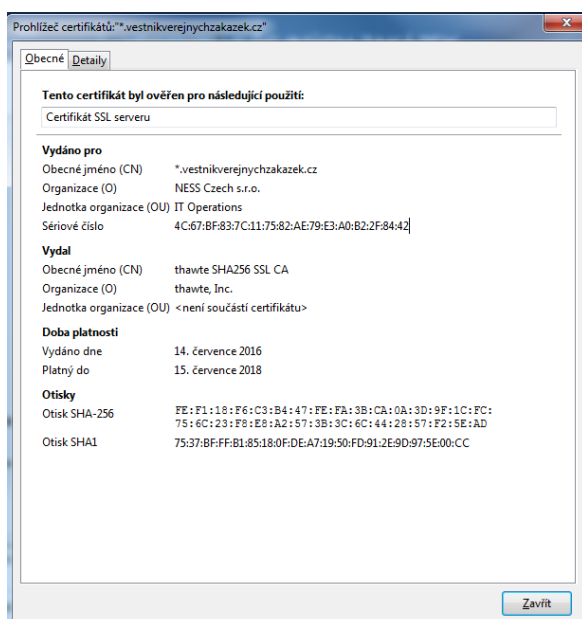 Prohlížeč certifikátů:"*.vestnikverejnychzakazek.cz"
Obecné Detaily
Tento certifikát byl ověřen pro následující použití:
Certifikát SSL serveru
Vydáno pro
Obecné jméno (CN) *.vestnikverejnychzakazek.cz
Organizace (O) NESS Czech s.r.o.
Jednotka organizace (OU) IT Operations
Sériové číslo 4C:67:BF:83:7C:11:75:82:AE:79:E3:A0:B2:2F:84:42
Vydal
Obecné jméno (CN) thawte SHA256 SSL CA
Organizace (O) thawte, Inc.
Jednotka organizace (OU) <není součástí certifikátu>
Doba platnosti
Vydáno dne 14. července 2016
Platný do 15. července 2018
Otisky
Otisk SHA-256 FE:F1:18:F6:C3:B4:47:FE:FA:3B:CA:0A:3D:9F:1C:FC:
75:6C:23:F8:E8:A2:57:3B:3C:6C:44:28:57:F2:5E:AD
Otisk SHA1 75:37:BF:FF:B1:85:18:0F:DE:A7:19:50:FD:91:2E:9D:97:5E:00:CC
Zavřít